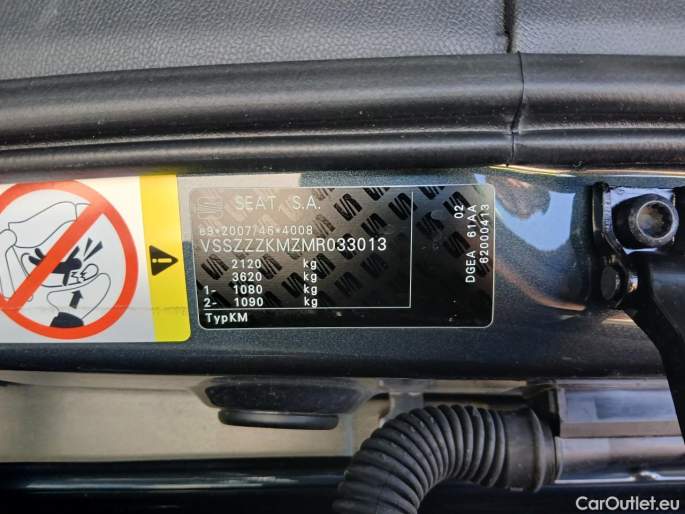 SEAT, S.A.
e9*2007/46*4008
VSSZZZKMZMR033013
2120 kg
3620 kg
1- 1080 kg
2- 1090 kg
TypKM
DGEA 61AA 02
62000413
CarOutlet.eu